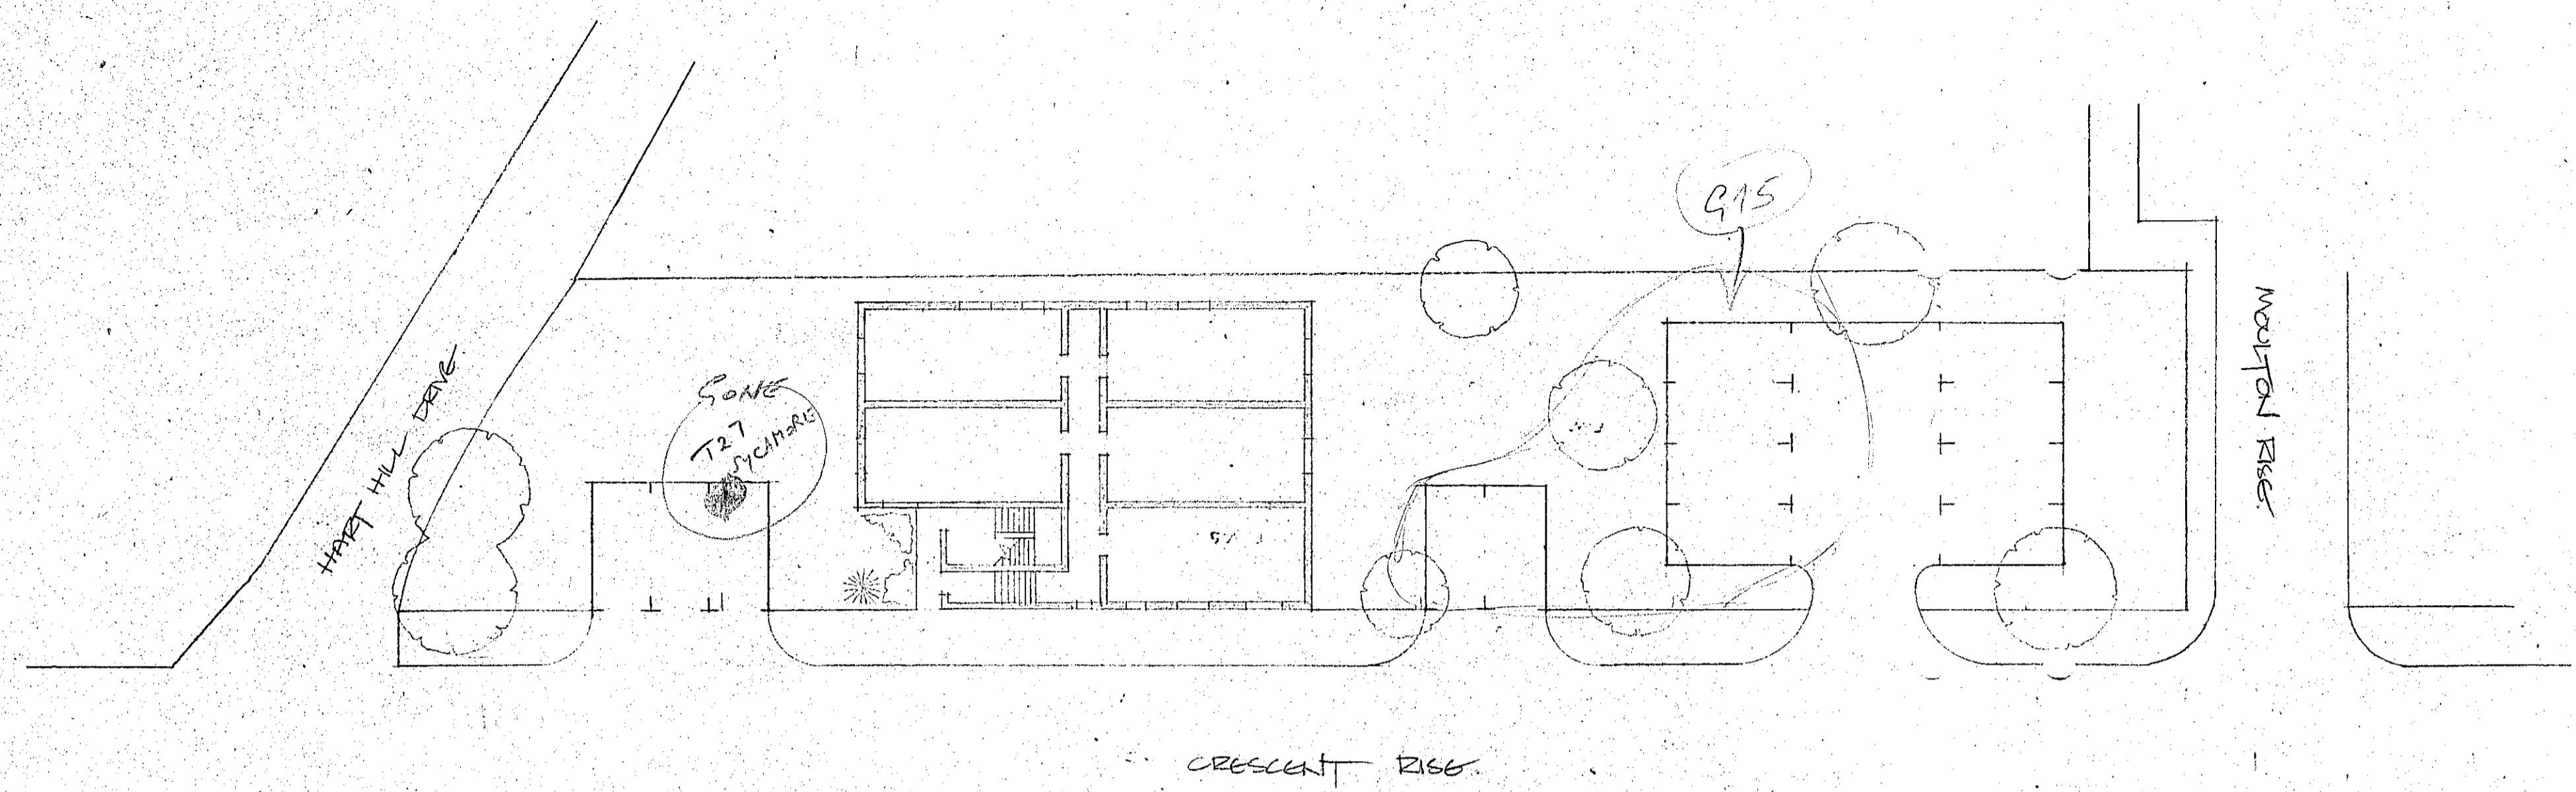 G15
GONE
T27
SYCAMORE
HART HILL DRIVE
MOULTON RISE
CRESCENT RISE